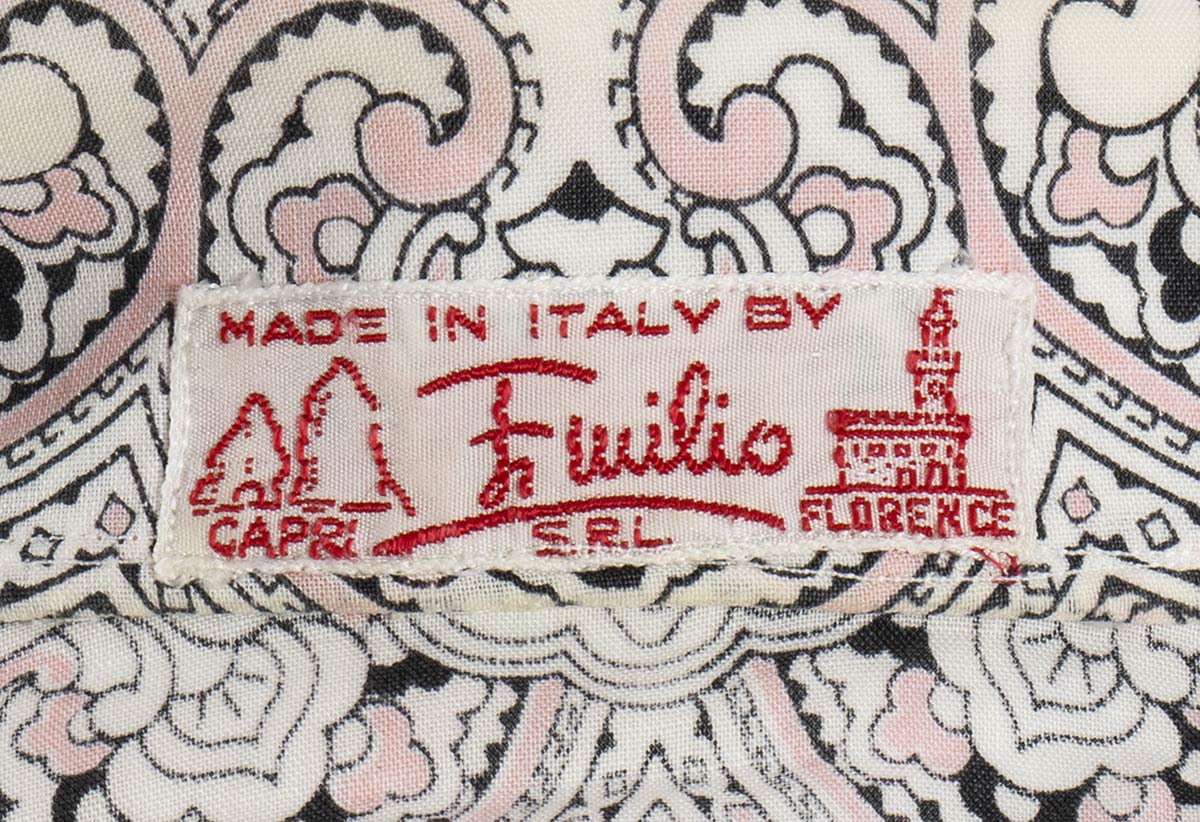 MADE IN ITALY BY
Emilio
CAPRI
S.R.L.
FLORENCE